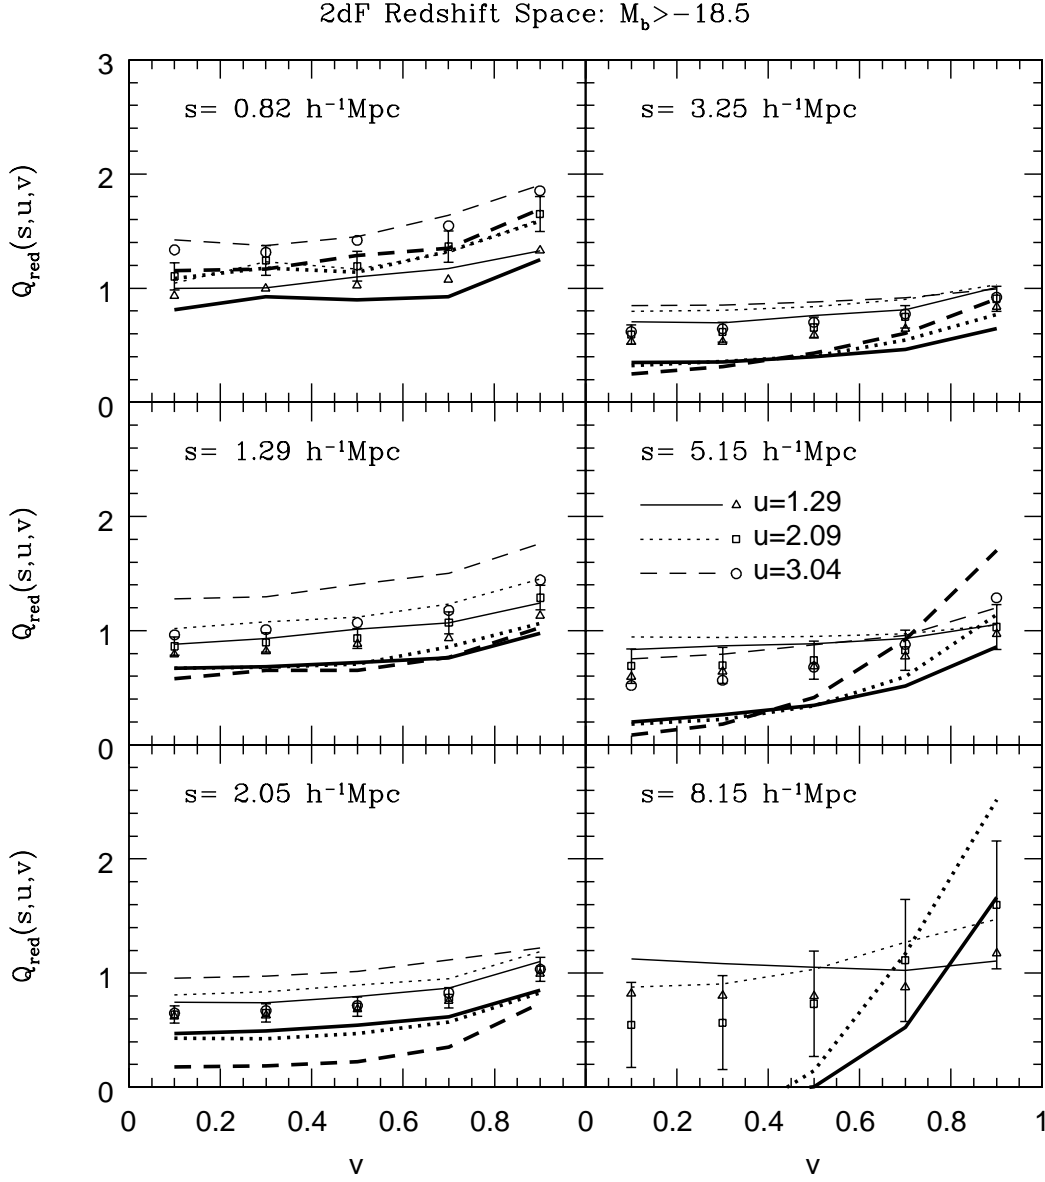 2dF Redshift Space: M_b>−18.5
3
s= 0.82 h⁻¹Mpc
s= 3.25 h⁻¹Mpc
2
Q_red(s,u,v)
1
0
s= 1.29 h⁻¹Mpc
s= 5.15 h⁻¹Mpc
u=1.29
2
u=2.09
u=3.04
Q_red(s,u,v)
1
0
s= 2.05 h⁻¹Mpc
s= 8.15 h⁻¹Mpc
2
Q_red(s,u,v)
1
0
0 0.2 0.4 0.6 0.8 0 0.2 0.4 0.6 0.8 1
v v